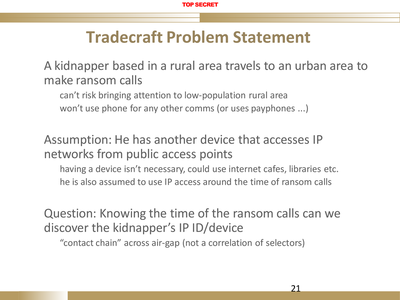 TOP SECRET
Tradecraft Problem Statement
A kidnapper based in a rural area travels to an urban area to
make ransom calls
can't risk bringing attention to low-population rural area
won't use phone for any other comms (or uses payphones ...)
Assumption: He has another device that accesses IP
networks from public access points
having a device isn't necessary, could use internet cafes, libraries etc.
he is also assumed to use IP access around the time of ransom calls
Question: Knowing the time of the ransom calls can we
discover the kidnapper's IP ID/device
“contact chain” across air-gap (not a correlation of selectors)
21